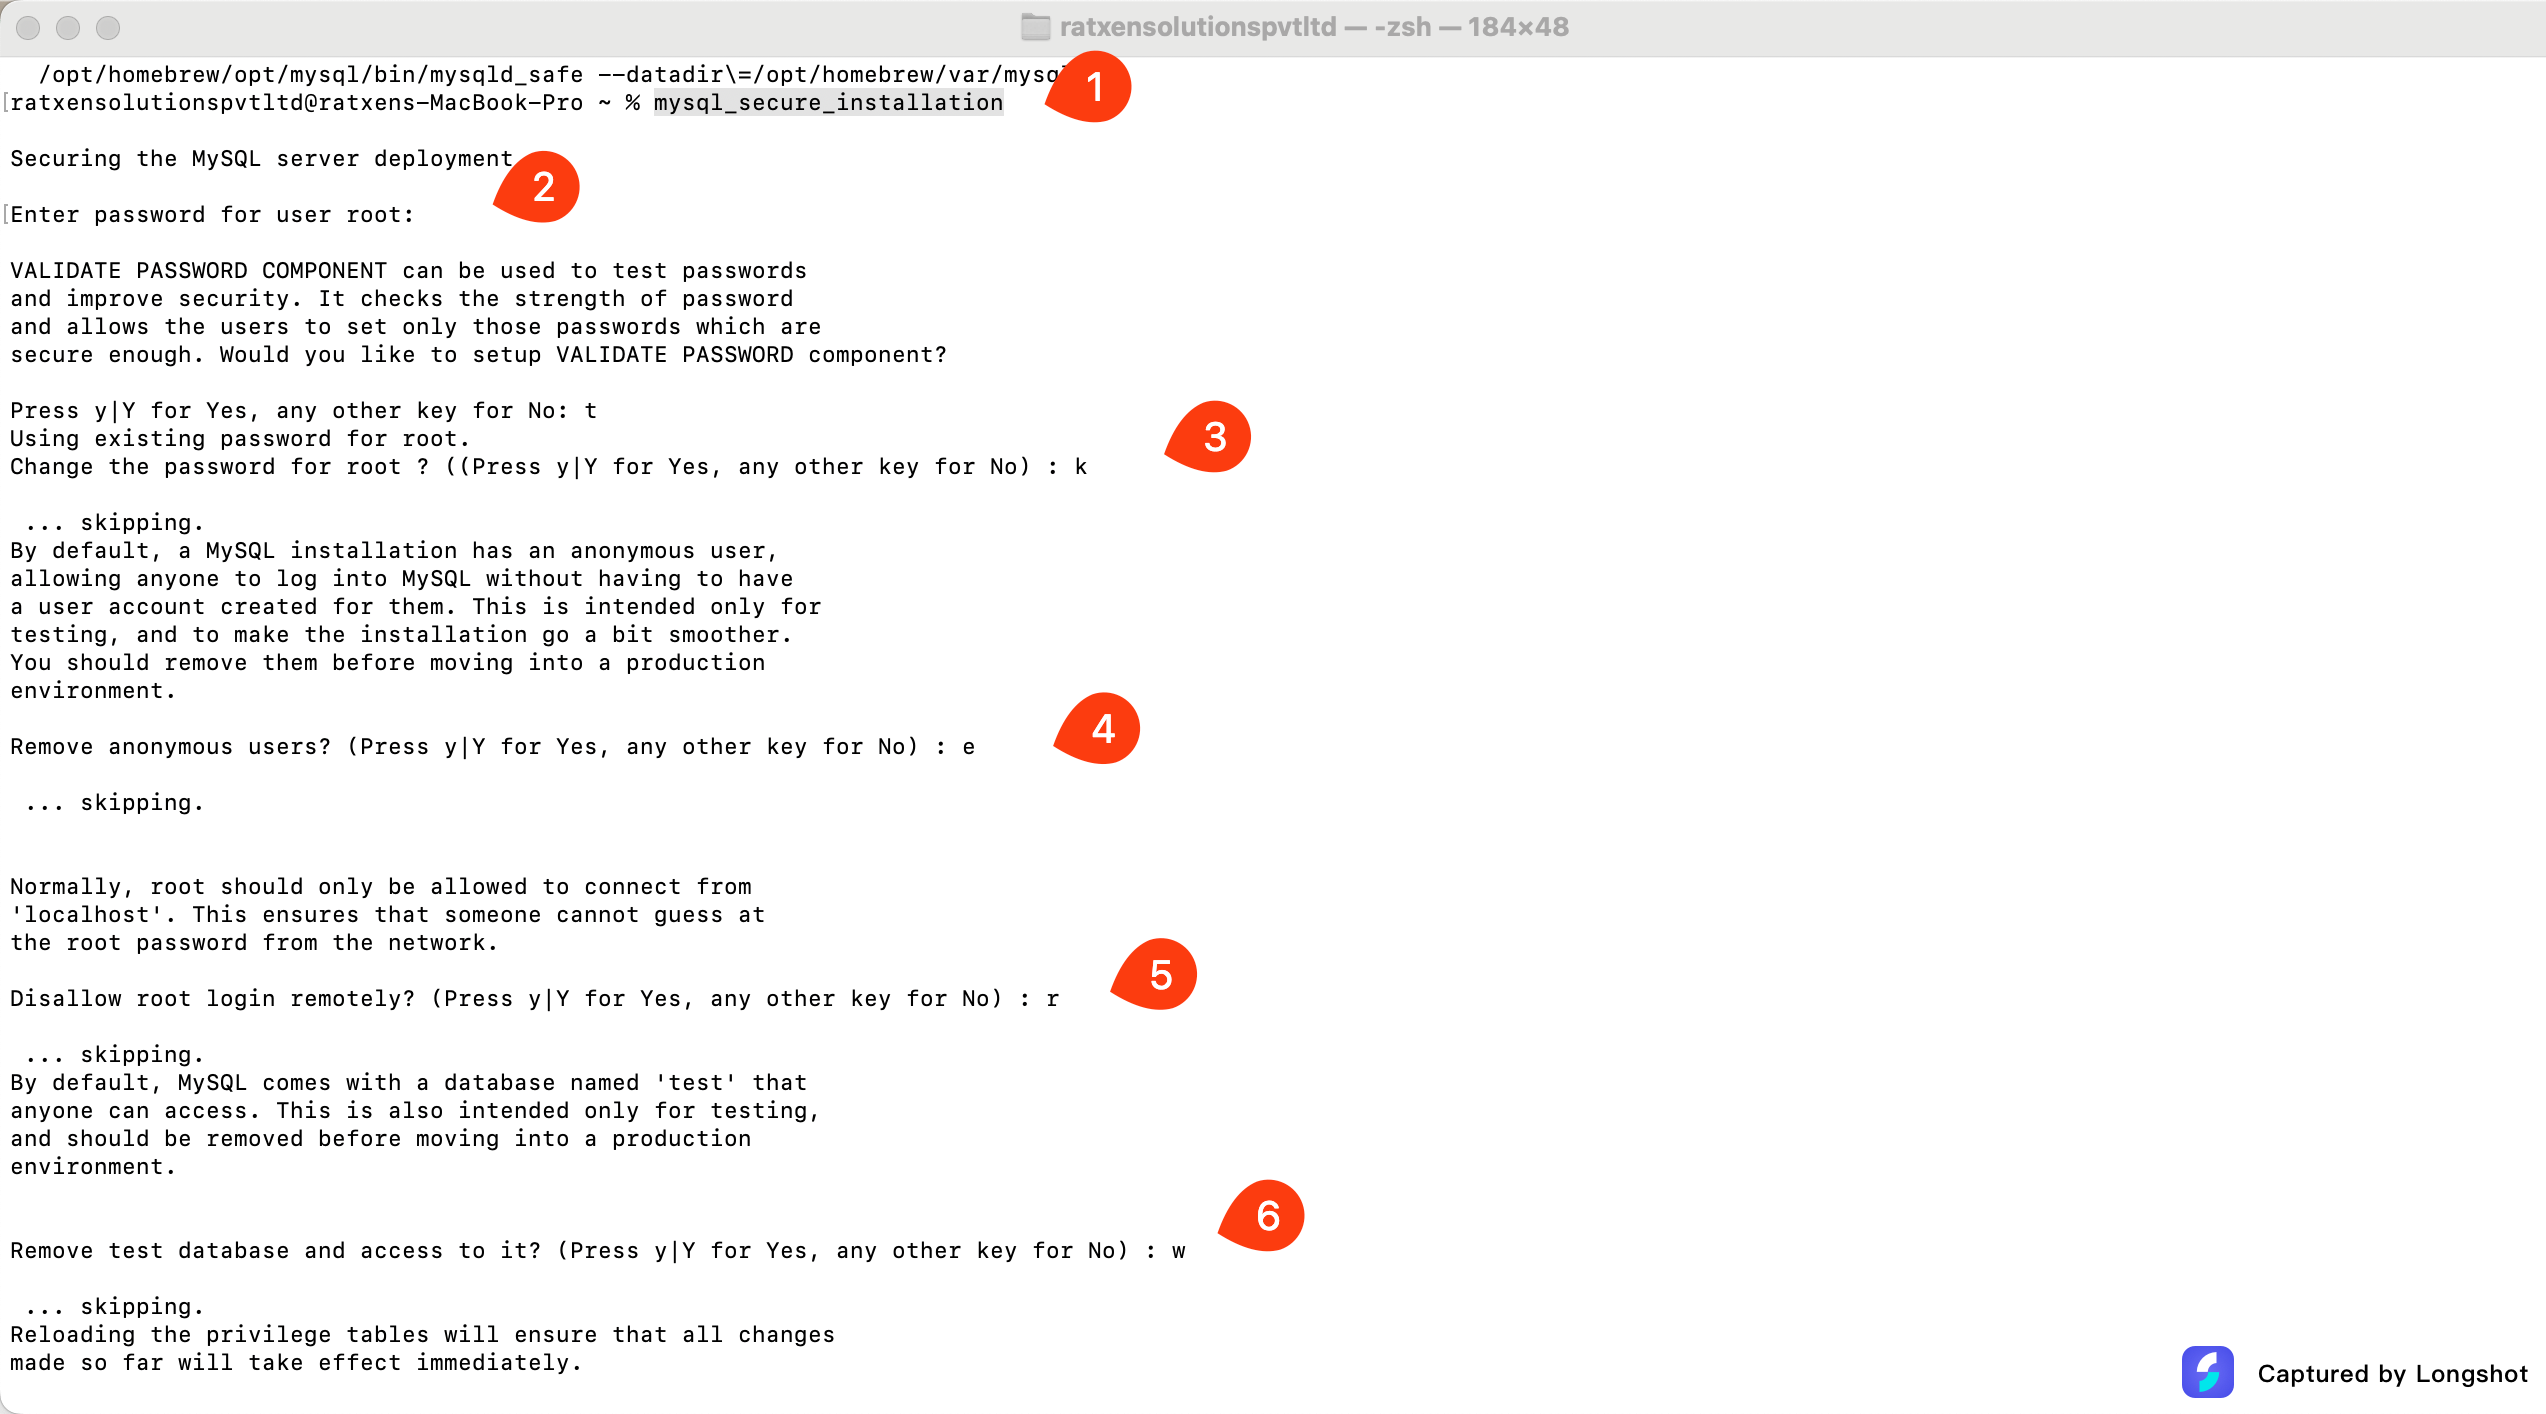 ratxensolutionspvtltd — -zsh — 184×48
/opt/homebrew/opt/mysql/bin/mysqld_safe --datadir\=/opt/homebrew/var/mysq
1
ratxensolutionspvtltd@ratxens-MacBook-Pro ~ % mysql_secure_installation
Securing the MySQL server deployment
2
[Enter password for user root:
VALIDATE PASSWORD COMPONENT can be used to test passwords
and improve security. It checks the strength of password
and allows the users to set only those passwords which are
secure enough. Would you like to setup VALIDATE PASSWORD component?
Press y|Y for Yes, any other key for No: t
Using existing password for root.
3
Change the password for root ? ((Press y|Y for Yes, any other key for No) : k
... skipping.
By default, a MySQL installation has an anonymous user,
allowing anyone to log into MySQL without having to have
a user account created for them. This is intended only for
testing, and to make the installation go a bit smoother.
You should remove them before moving into a production
environment.
4
Remove anonymous users? (Press y|Y for Yes, any other key for No) : e
... skipping.
Normally, root should only be allowed to connect from
'localhost'. This ensures that someone cannot guess at
the root password from the network.
5
Disallow root login remotely? (Press y|Y for Yes, any other key for No) : r
... skipping.
By default, MySQL comes with a database named 'test' that
anyone can access. This is also intended only for testing,
and should be removed before moving into a production
environment.
6
Remove test database and access to it? (Press y|Y for Yes, any other key for No) : w
... skipping.
Reloading the privilege tables will ensure that all changes
made so far will take effect immediately.
Captured by Longshot